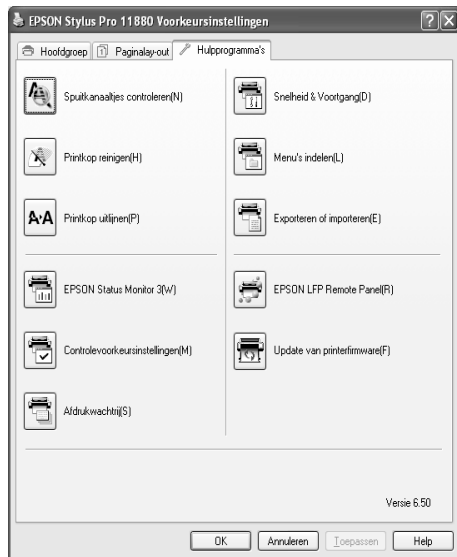 EPSON Stylus Pro 11880 Voorkeursinstellingen
Hoofdgroep
Paginalay-out
Hulpprogramma's
Spuitkanaaltjes controleren(N)
Snelheid & Voortgang(D)
Printkop reinigen(H)
Menu's indelen(L)
Printkop uitlijnen(P)
Exporteren of importeren(E)
EPSON Status Monitor 3(W)
EPSON LFP Remote Panel(R)
Controlevoorkeursinstellingen(M)
Update van printerfirmware(F)
Afdrukwachtrij(S)
Versie 6.50
OK
Annuleren
Toepassen
Help